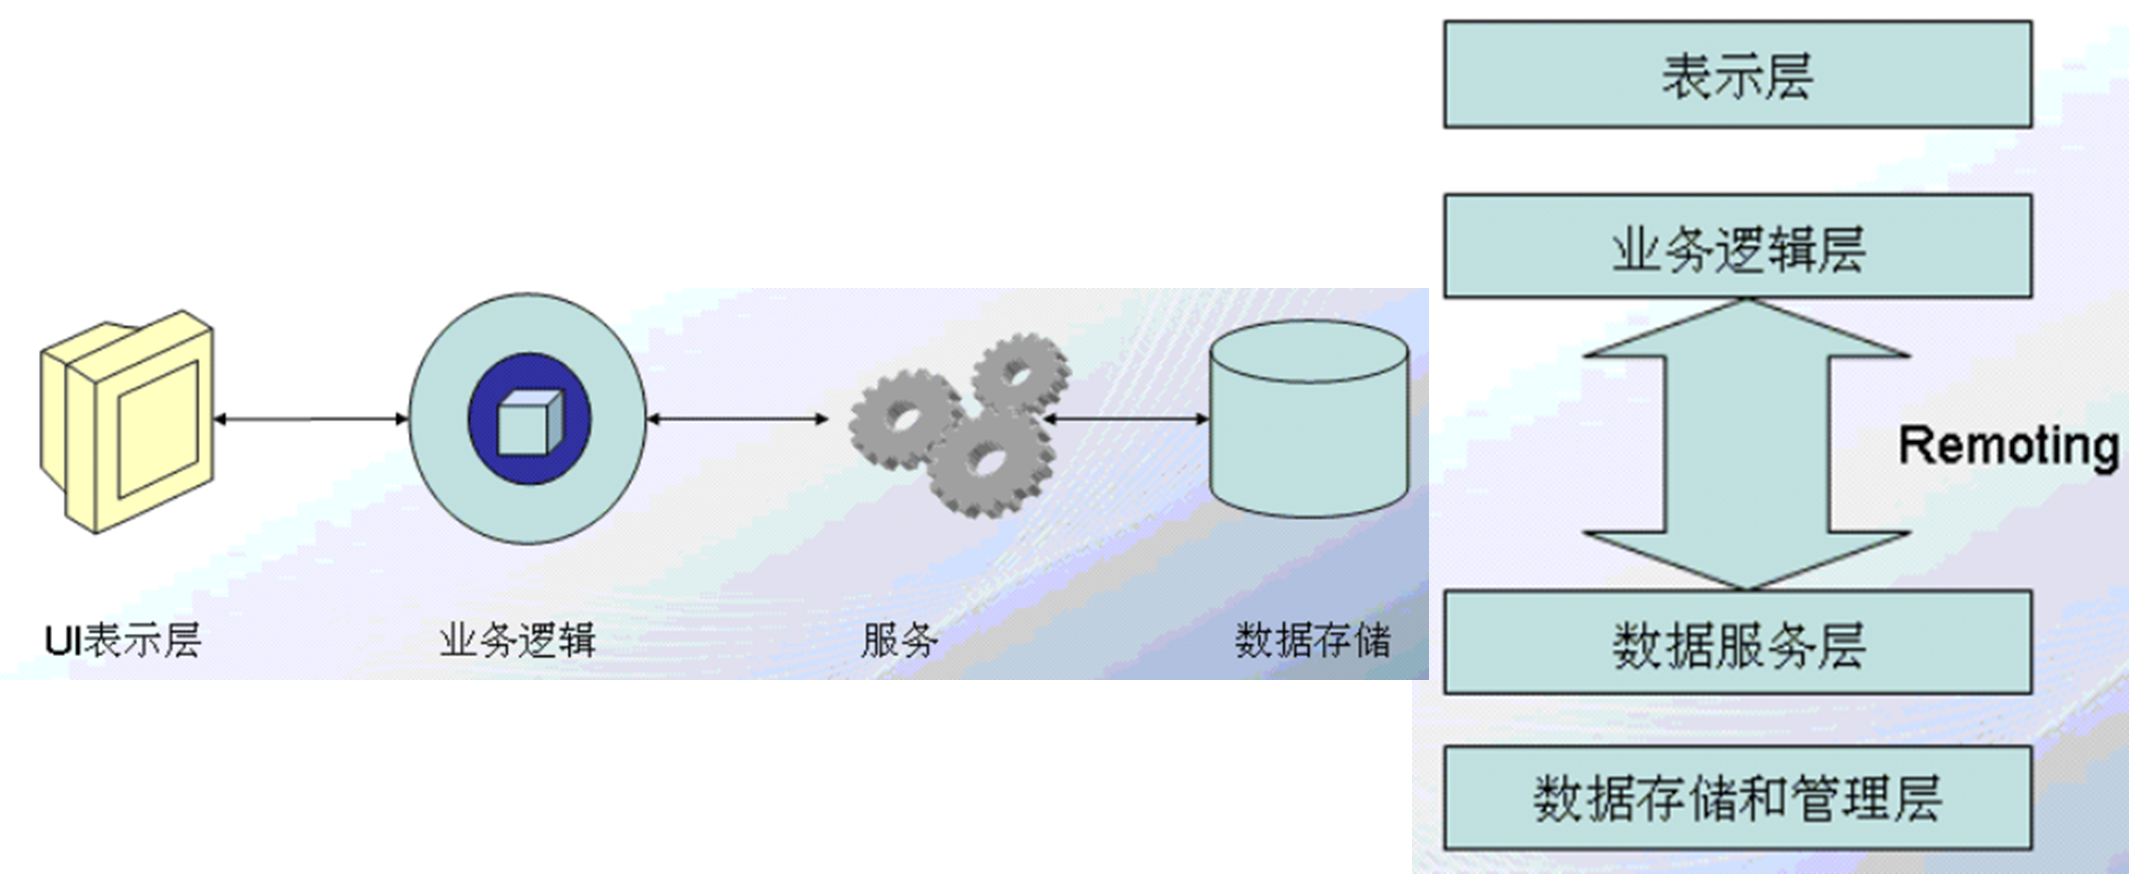 UI表示层
业务逻辑
服务
数据存储
表示层
业务逻辑层
Remoting
数据服务层
数据存储和管理层